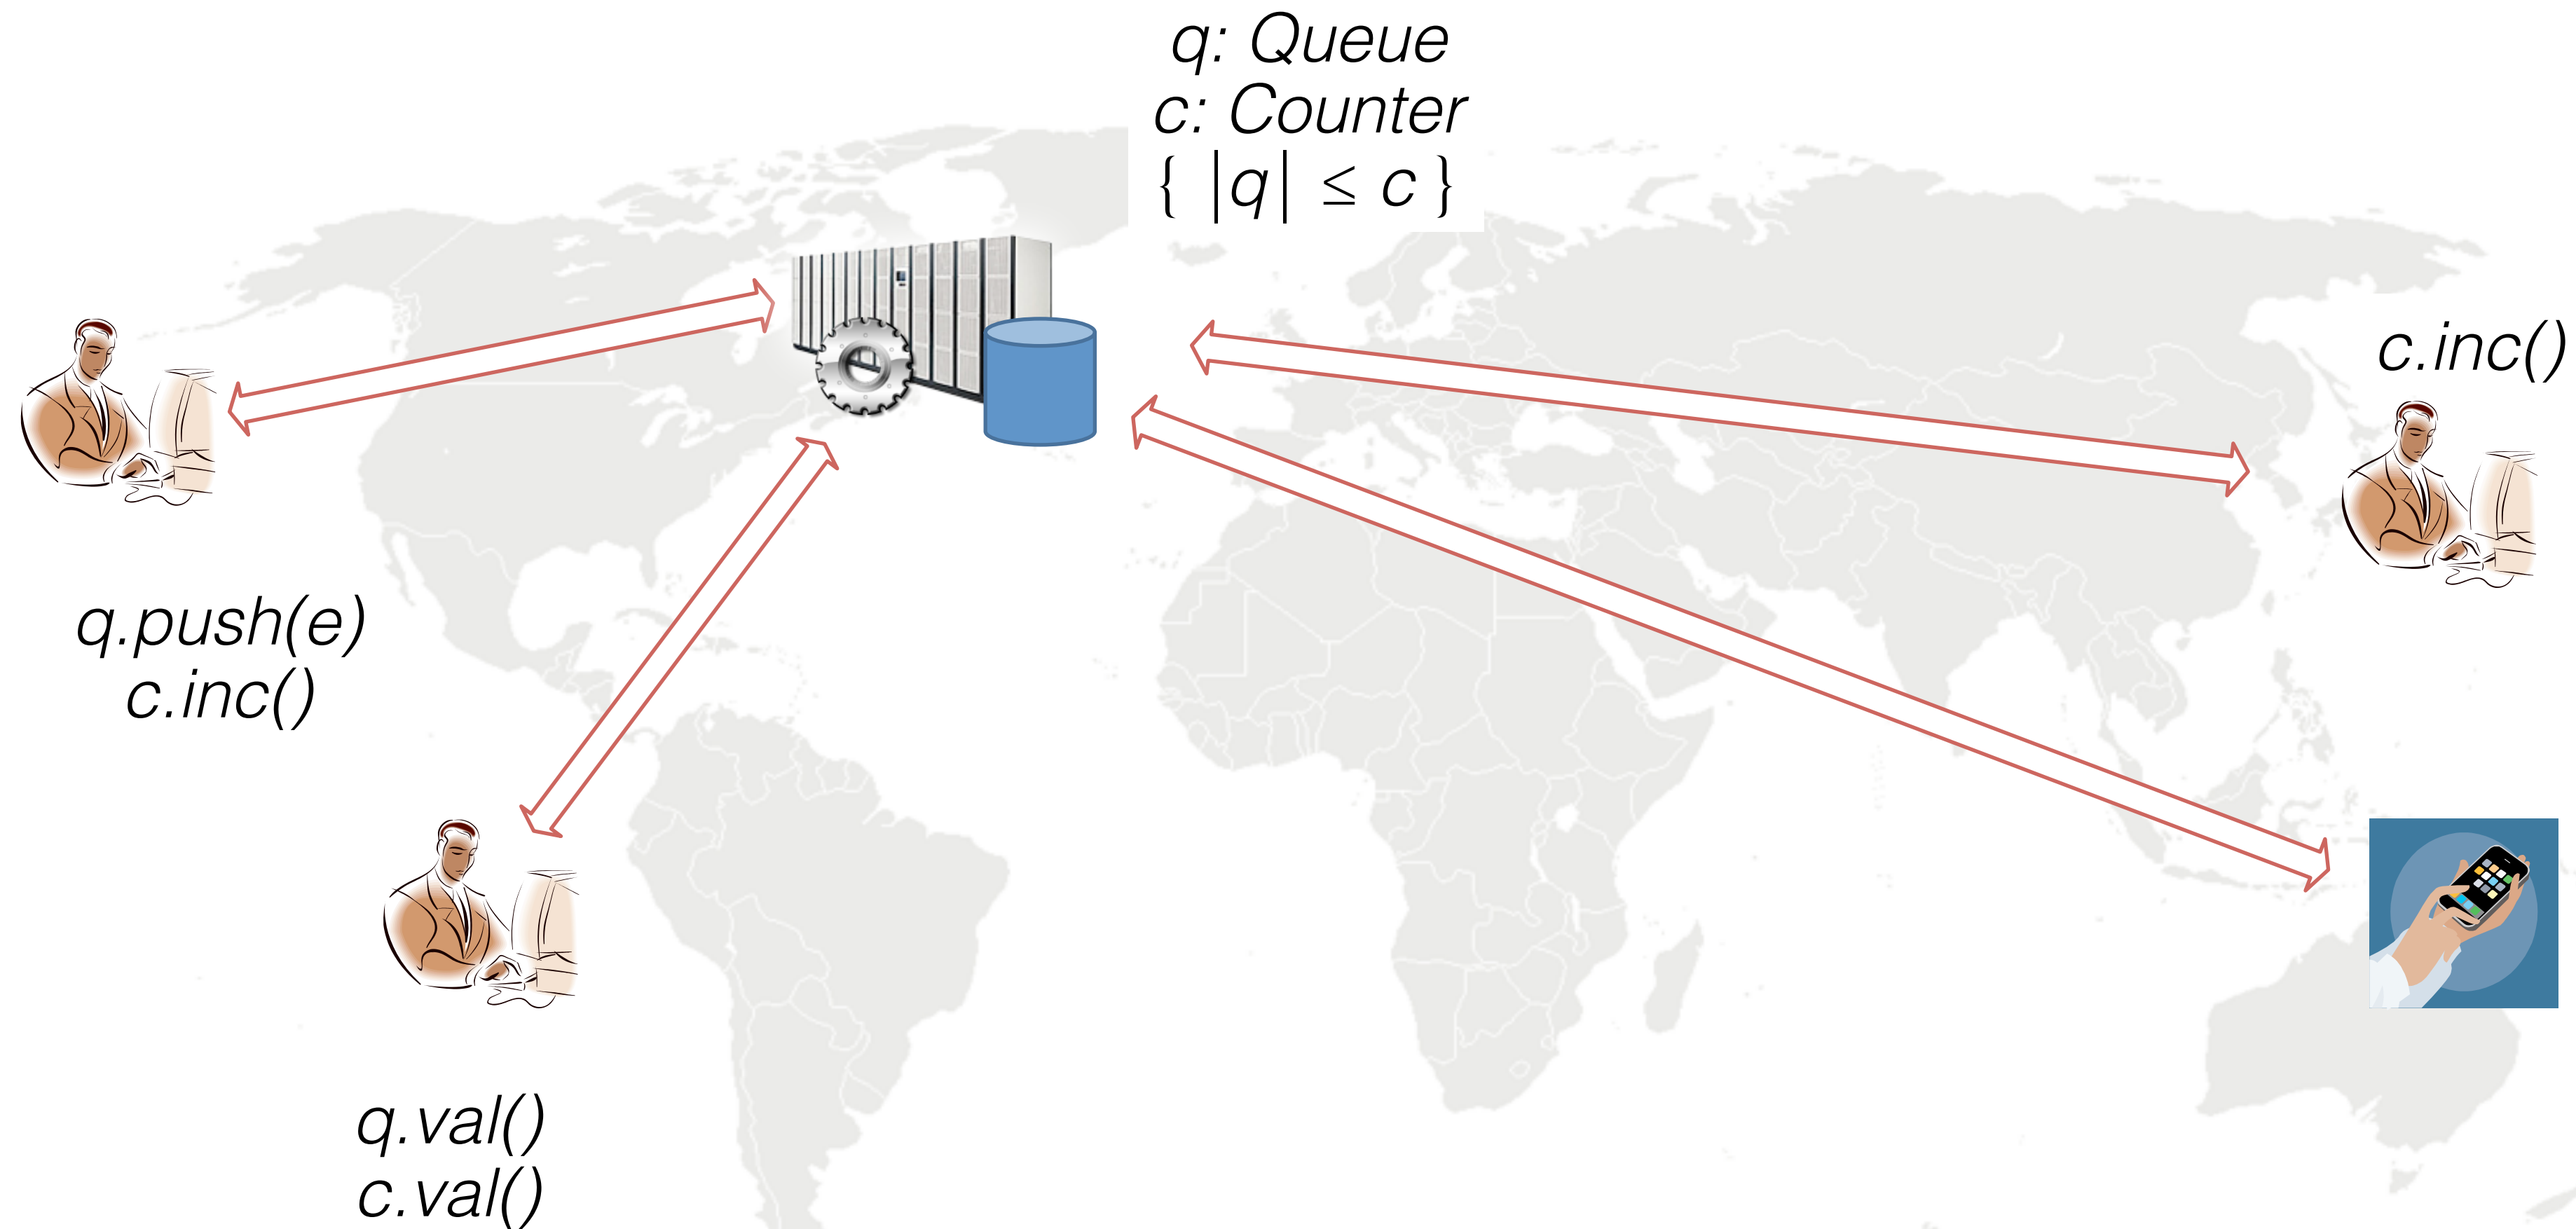 q: Queue
c: Counter
{ |q| ≤ c }
c.inc()
q.push(e)
c.inc()
q.val()
c.val()